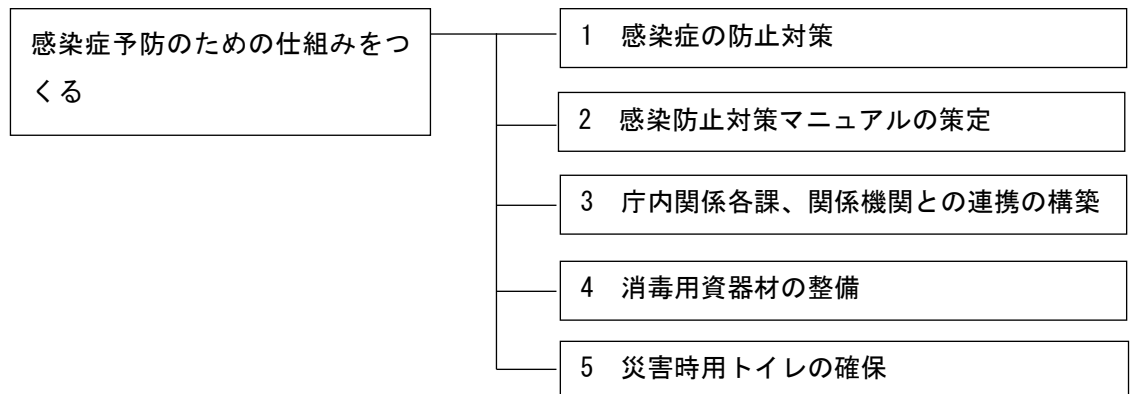 感染症予防のための仕組みをつ
くる
1　感染症の防止対策
2　感染防止対策マニュアルの策定
3　庁内関係各課、関係機関との連携の構築
4　消毒用資器材の整備
5　災害時用トイレの確保